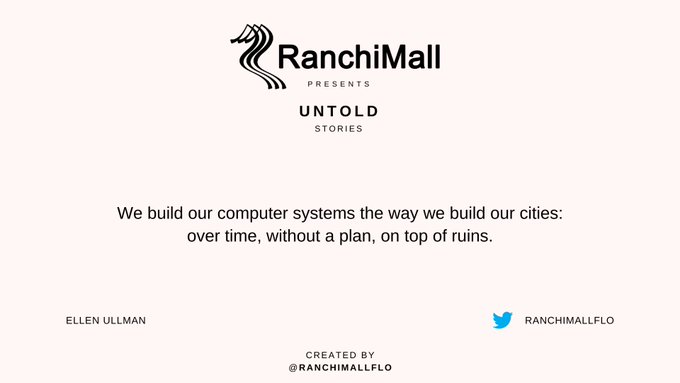 RanchiMall
PRESENTS
UNTOLD
STORIES
We build our computer systems the way we build our cities:
over time, without a plan, on top of ruins.
ELLEN ULLMAN
RANCHIMALLFLO
CREATED BY
@RANCHIMALLFLO